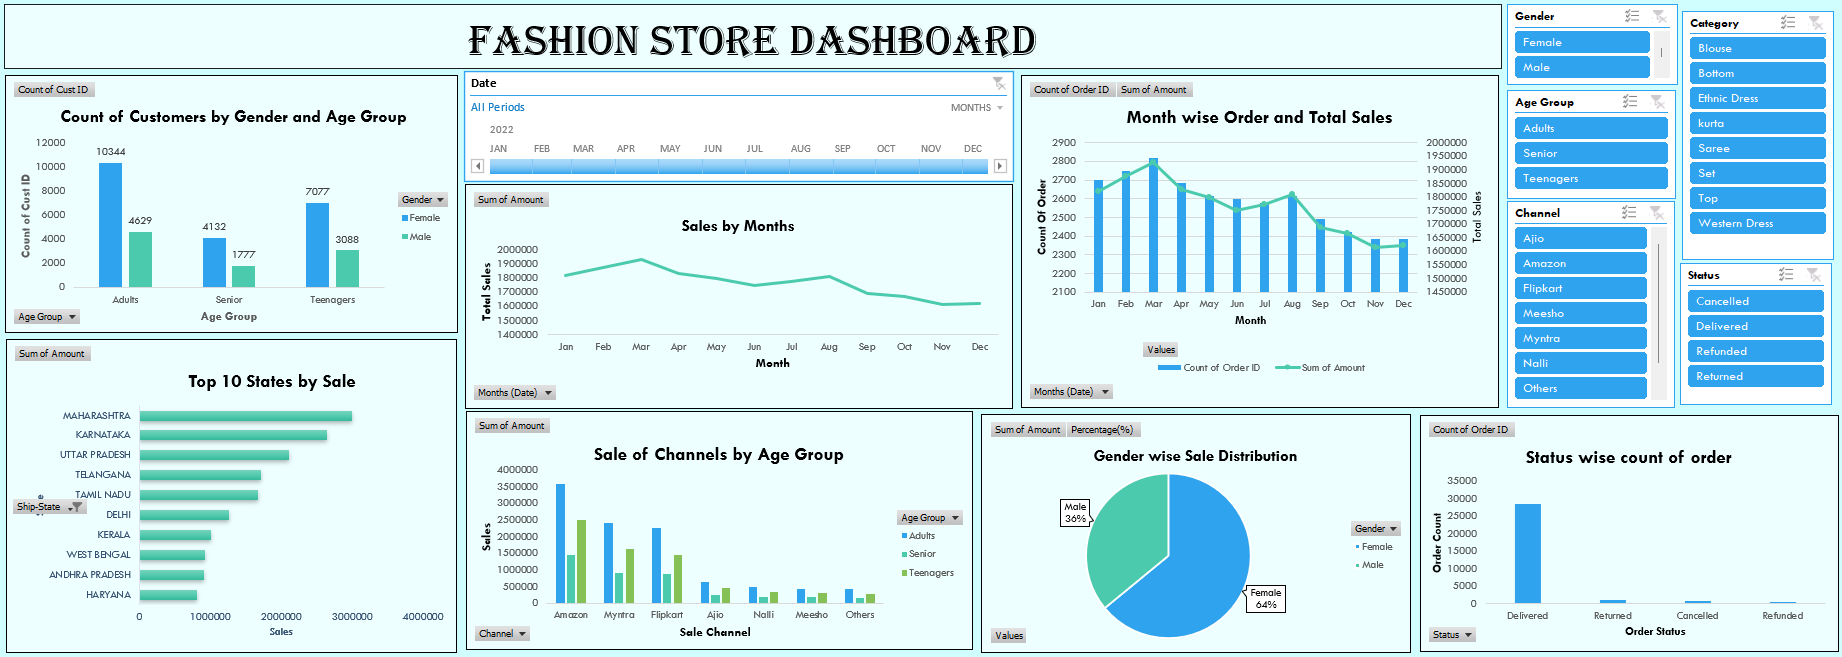 FASHION STORE DASHBOARD
Gender
Female
Male
Category
Blouse
Bottom
Ethnic Dress
kurta
Saree
Set
Top
Western Dress
Age Group
Adults
Senior
Teenagers
Channel
Ajio
Amazon
Flipkart
Meesho
Myntra
Nalli
Others
Status
Cancelled
Delivered
Refunded
Returned
Count of Cust ID
Count of Customers by Gender and Age Group
Count of Cust ID
12000
10000
8000
6000
4000
2000
0
10344
4629
4132
1777
7077
3088
Adults
Senior
Teenagers
Age Group
Gender
Female
Male
Age Group
Date
All Periods
MONTHS
2022
JAN FEB MAR APR MAY JUN JUL AUG SEP OCT NOV DEC
Sum of Amount
Sales by Months
Total Sales
2000000
1900000
1800000
1700000
1600000
1500000
1400000
Jan Feb Mar Apr May Jun Jul Aug Sep Oct Nov Dec
Month
Months (Date)
Count of Order ID Sum of Amount
Month wise Order and Total Sales
Count Of Order
2900
2800
2700
2600
2500
2400
2300
2200
2100
2000000
1950000
1900000
1850000
1800000
1750000
1700000
1650000
1600000
1550000
1500000
1450000
Total Sales
Jan Feb Mar Apr May Jun Jul Aug Sep Oct Nov Dec
Month
Values
Count of Order ID Sum of Amount
Months (Date)
Sum of Amount
Top 10 States by Sale
MAHARASHTRA
KARNATAKA
UTTAR PRADESH
TELANGANA
TAMIL NADU
Ship-State
DELHI
KERALA
WEST BENGAL
ANDHRA PRADESH
HARYANA
0 1000000 2000000 3000000 4000000
Sales
Sum of Amount
Sale of Channels by Age Group
Sales
4000000
3500000
3000000
2500000
2000000
1500000
1000000
500000
0
Amazon Myntra Flipkart Ajio Nalli Meesho Others
Sale Channel
Age Group
Adults
Senior
Teenagers
Channel
Sum of Amount Percentage(%)
Gender wise Sale Distribution
Male
36%
Female
64%
Gender
Female
Male
Values
Count of Order ID
Status wise count of order
Order Count
35000
30000
25000
20000
15000
10000
5000
0
Delivered Returned Cancelled Refunded
Order Status
Status